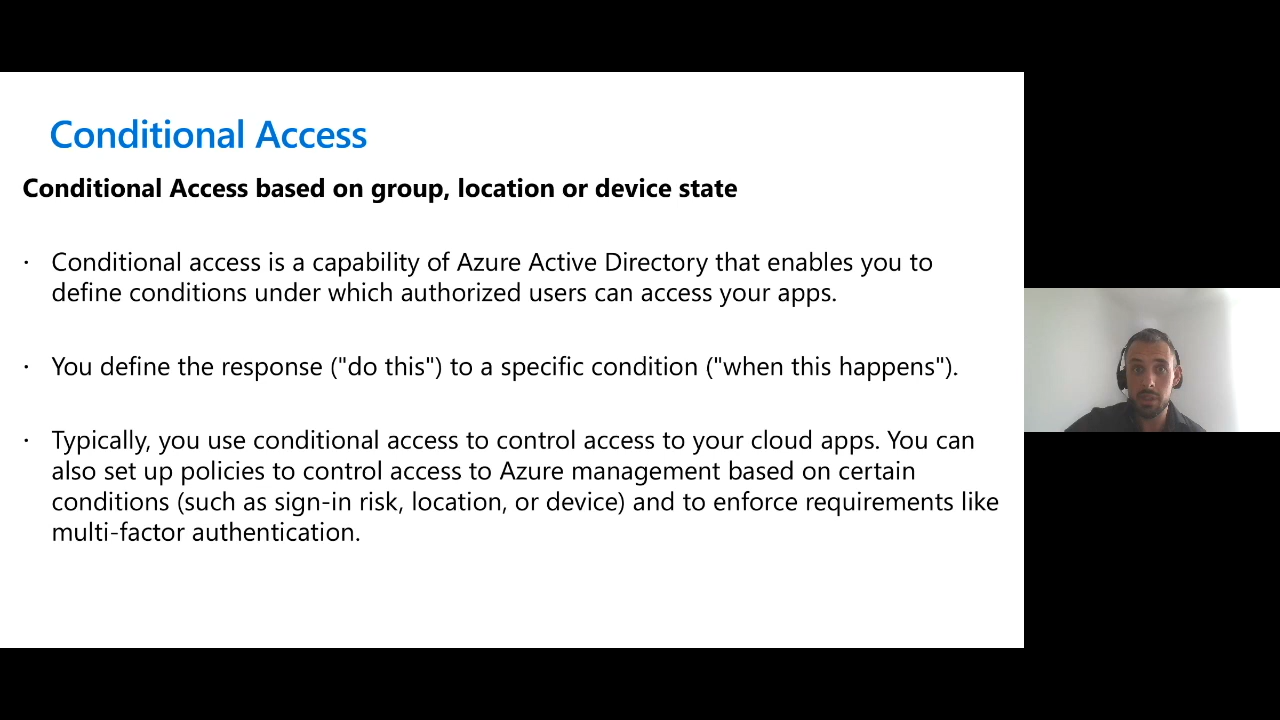 Conditional Access
Conditional Access based on group, location or device state
· Conditional access is a capability of Azure Active Directory that enables you to
define conditions under which authorized users can access your apps.
· You define the response ("do this") to a specific condition ("when this happens").
· Typically, you use conditional access to control access to your cloud apps. You can
also set up policies to control access to Azure management based on certain
conditions (such as sign-in risk, location, or device) and to enforce requirements like
multi-factor authentication.